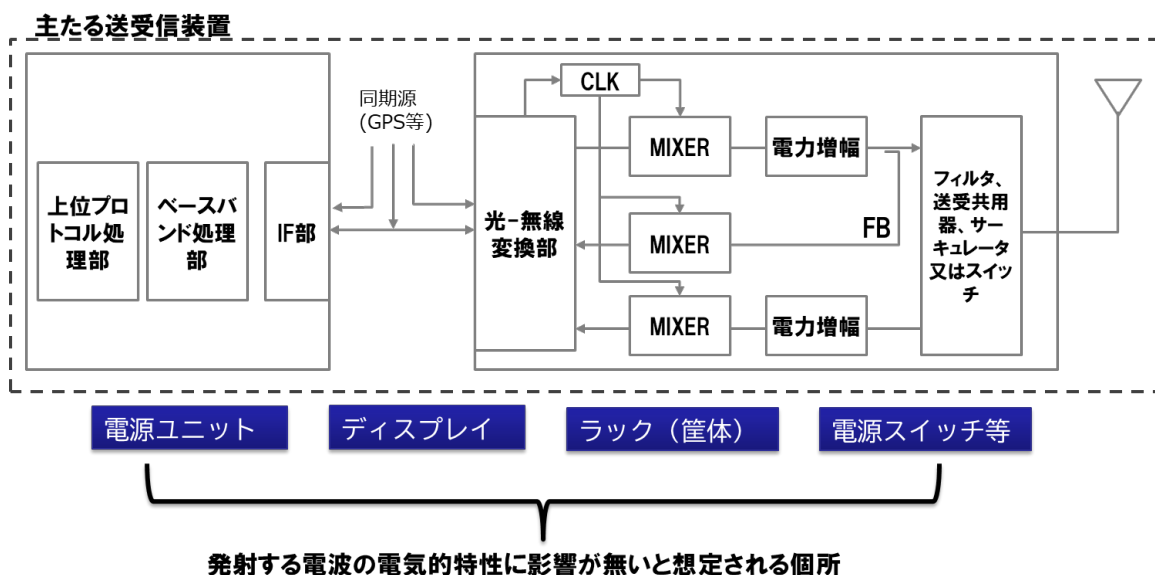 主たる送受信装置
同期源
(GPS等)
上位プロ
トコル処
理部
ベースバ
ンド処理
部
IF部
光-無線
変換部
CLK
MIXER
電力増幅
MIXER
FB
MIXER
電力増幅
フィルタ、
送受共用
器、サー
キュレータ
又はスイッ
チ
電源ユニット
ディスプレイ
ラック（筐体）
電源スイッチ等
発射する電波の電気的特性に影響が無いと想定される個所